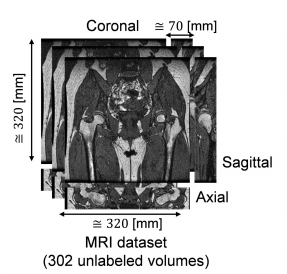 Coronal
≅ 70 [mm]
≅ 320 [mm]
Sagittal
Axial
≅ 320 [mm]
MRI dataset
(302 unlabeled volumes)